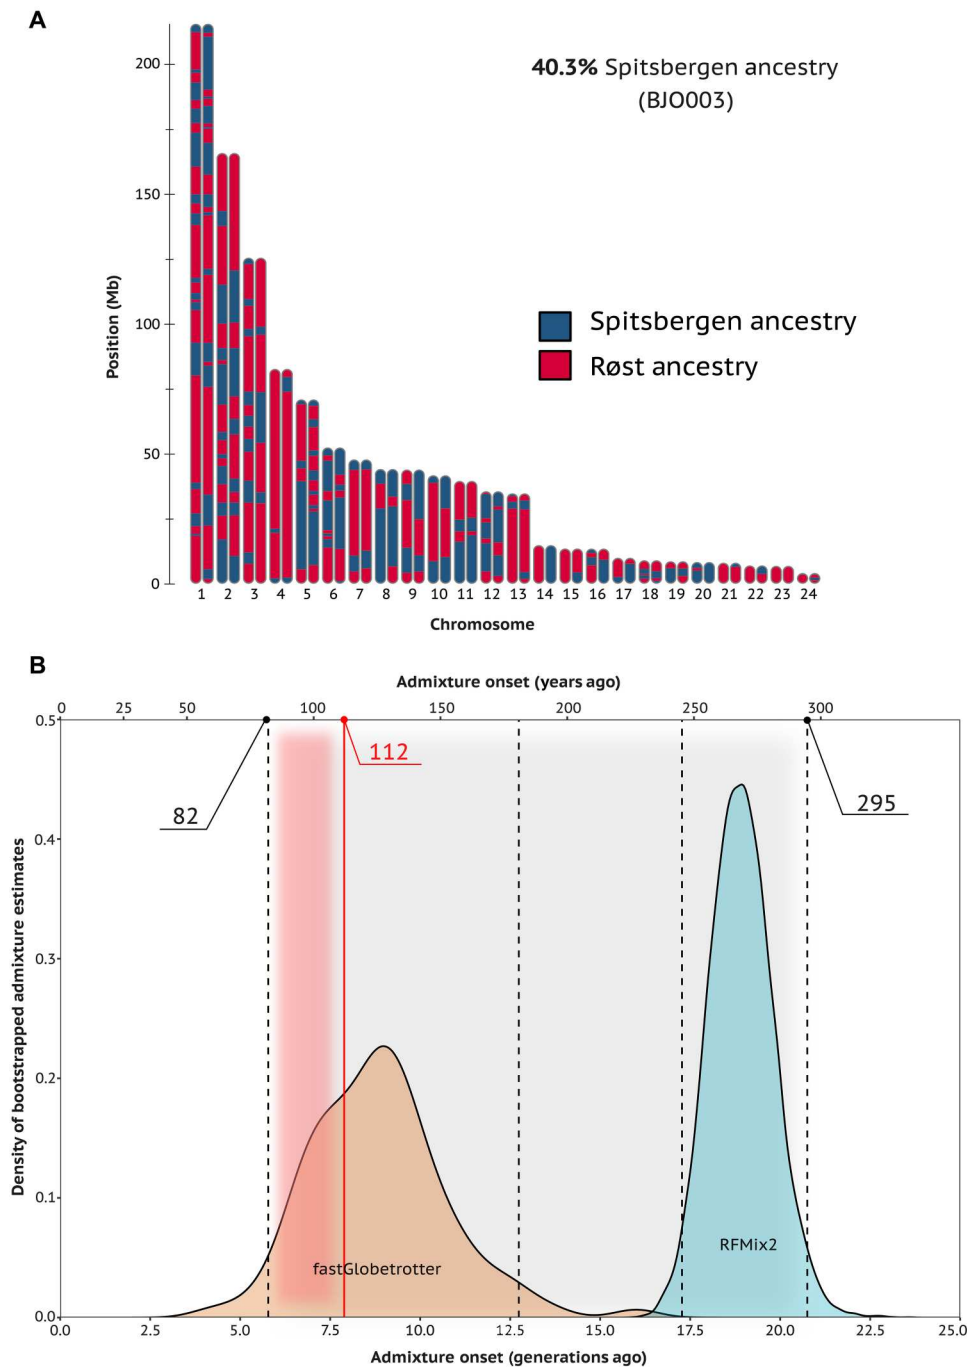 A
40.3% Spitsbergen ancestry
(BJO003)
200
150
100
50
0
Position (Mb)
Spitsbergen ancestry
Røst ancestry
1 2 3 4 5 6 7 8 9 10 11 12 13 14 15 16 17 18 19 20 21 22 23 24
Chromosome
B
Admixture onset (years ago)
0 25 50 100 150 200 250 300
0.5
0.4
0.3
0.2
0.1
0.0
Density of bootstrapped admixture estimates
112
82
295
RFMix2
fastGlobetrotter
0.0 2.5 5.0 7.5 10.0 12.5 15.0 17.5 20.0 22.5 25.0
Admixture onset (generations ago)